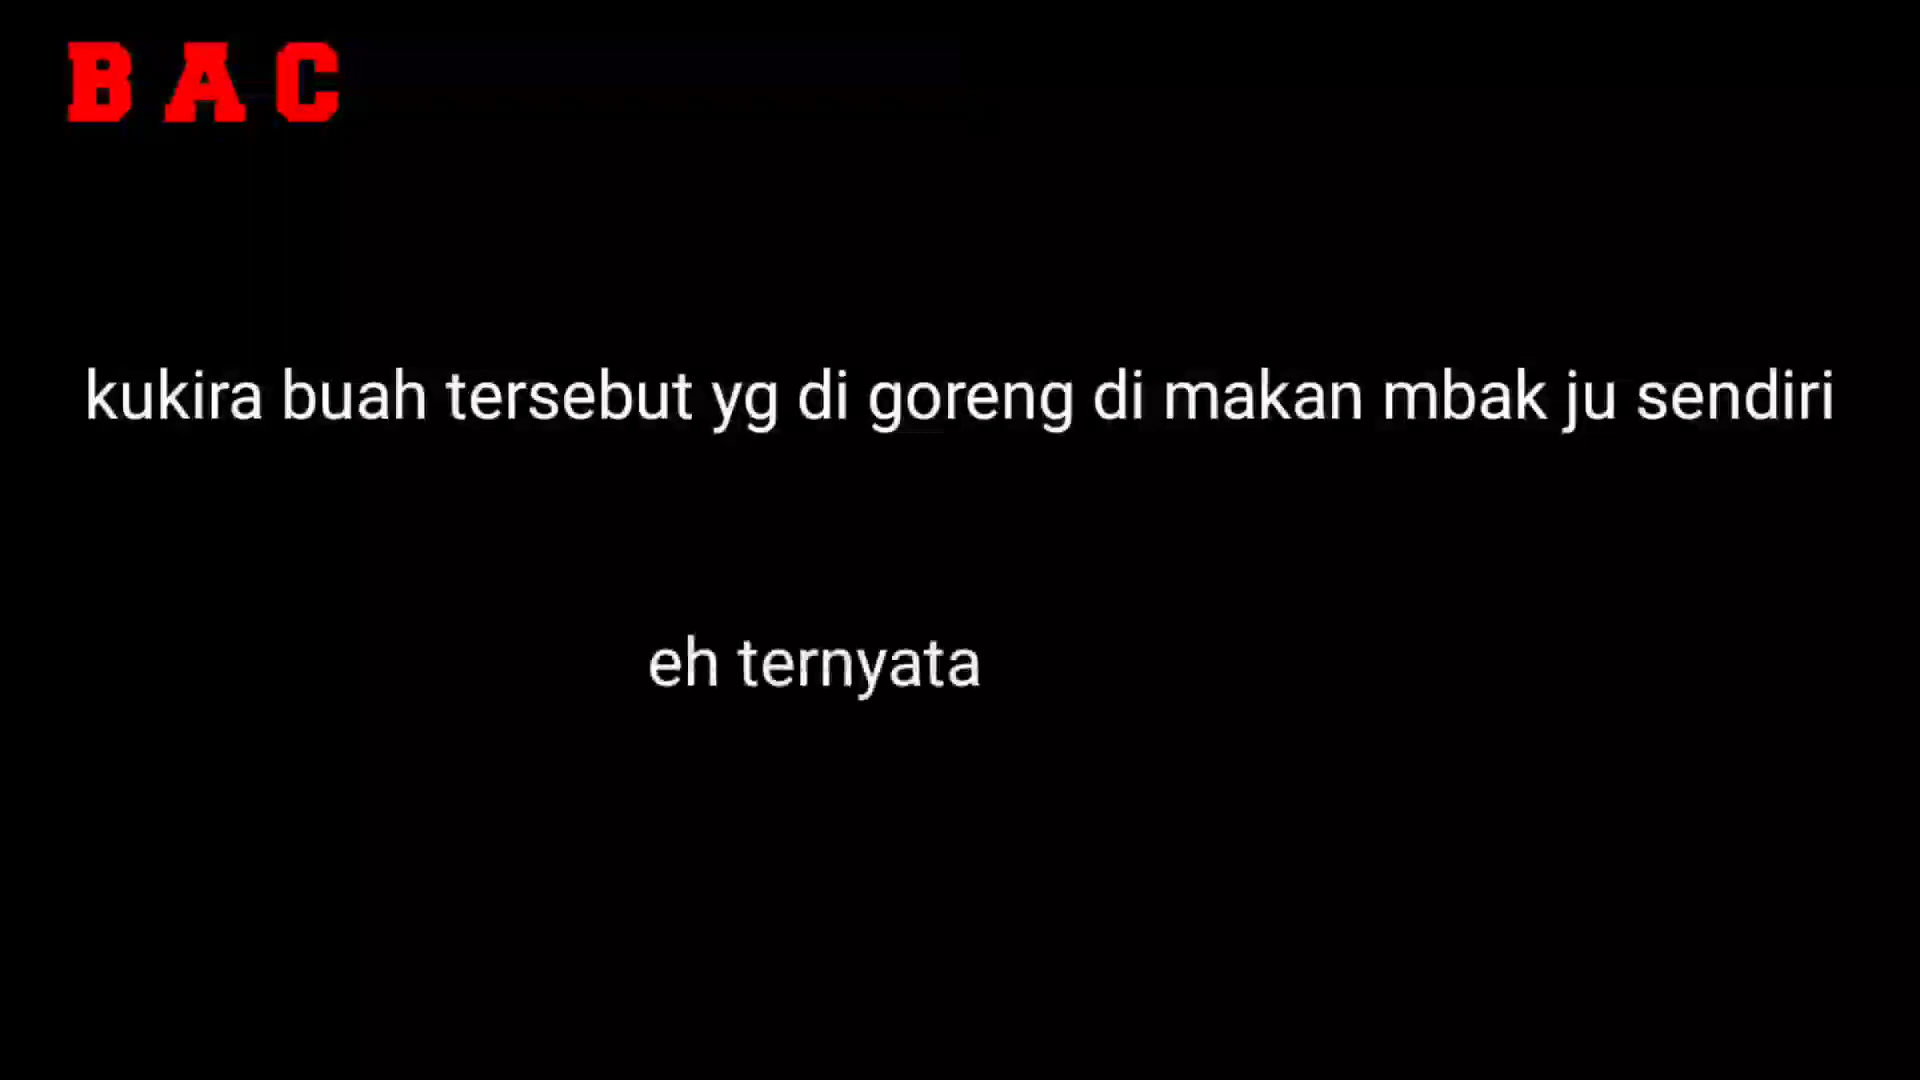 B A C
kukira buah tersebut yg di goreng di makan mbak ju sendiri
eh ternyata